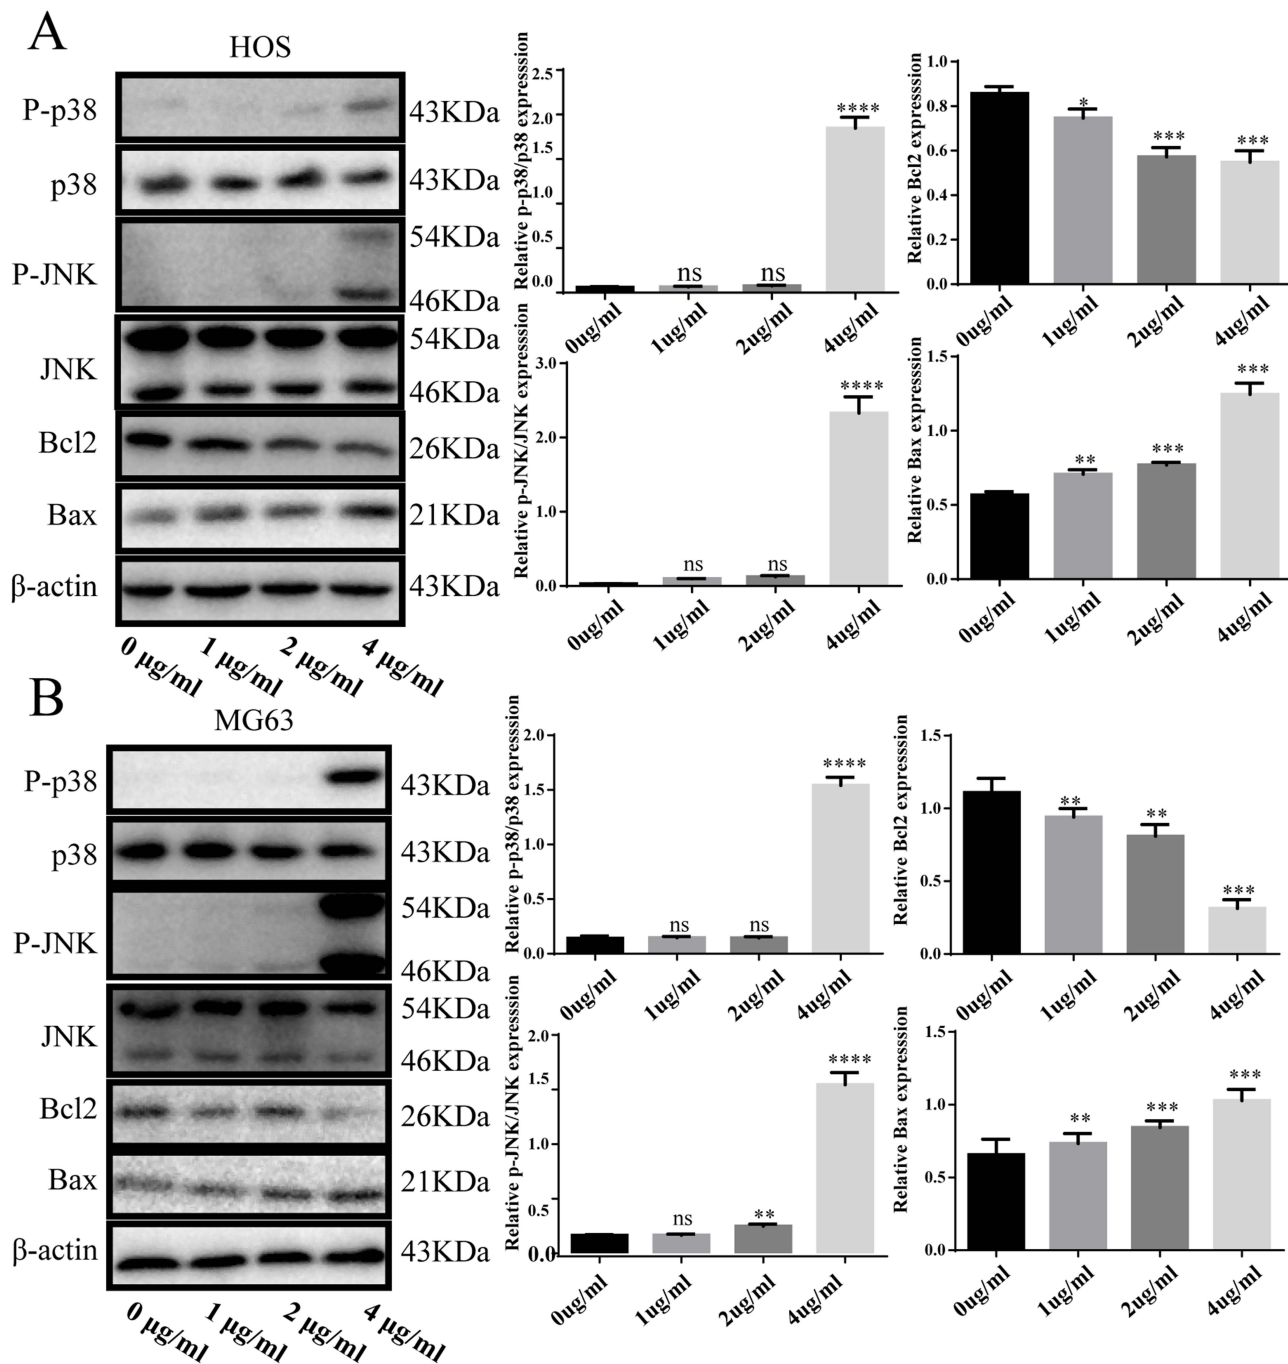 A
HOS
P-p38
43KDa
p38
43KDa
P-JNK
54KDa
46KDa
JNK
54KDa
46KDa
Bcl2
26KDa
Bax
21KDa
β-actin
43KDa
0 μg/ml
1 μg/ml
2 μg/ml
4 μg/ml
Relative p-p38/p38 expresssion
2.5
2.0
1.5
1.0
0.5
0.0
ns
ns
****
0ug/ml
1ug/ml
2ug/ml
4ug/ml
Relative Bcl2 expresssion
1.0
0.8
0.6
0.4
0.2
0.0
*
***
***
0ug/ml
1ug/ml
2ug/ml
4ug/ml
Relative p-JNK/JNK expresssion
3.0
2.0
1.0
0.0
ns
ns
****
0ug/ml
1ug/ml
2ug/ml
4ug/ml
Relative Bax expresssion
1.5
1.0
0.5
0.0
**
***
***
0ug/ml
1ug/ml
2ug/ml
4ug/ml
B
MG63
P-p38
43KDa
p38
43KDa
P-JNK
54KDa
46KDa
JNK
54KDa
46KDa
Bcl2
26KDa
Bax
21KDa
β-actin
43KDa
0 μg/ml
1 μg/ml
2 μg/ml
4 μg/ml
Relative p-p38/p38 expresssion
2.0
1.5
1.0
0.5
0.0
ns
ns
****
0ug/ml
1ug/ml
2ug/ml
4ug/ml
Relative Bcl2 expresssion
1.5
1.0
0.5
0.0
**
**
***
0ug/ml
1ug/ml
2ug/ml
4ug/ml
Relative p-JNK/JNK expresssion
2.0
1.5
1.0
0.5
0.0
ns
**
****
0ug/ml
1ug/ml
2ug/ml
4ug/ml
Relative Bax expresssion
1.5
1.0
0.5
0.0
**
***
***
0ug/ml
1ug/ml
2ug/ml
4ug/ml